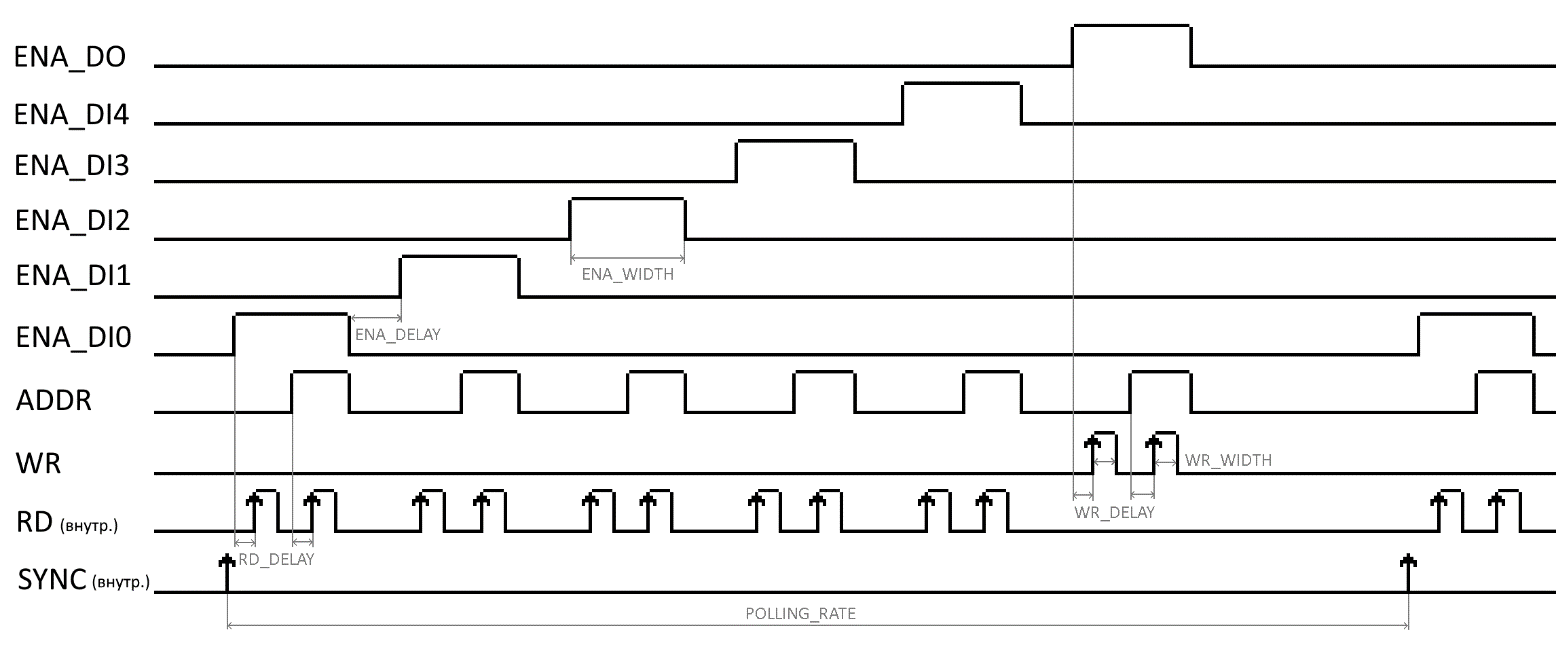 ENA_DO
ENA_DI4
ENA_DI3
ENA_DI2
ENA_WIDTH
ENA_DI1
ENA_DI0
ENA_DELAY
ADDR
WR
WR_WIDTH
WR_DELAY
RD (внутр.)
RD_DELAY
SYNC (внутр.)
POLLING_RATE